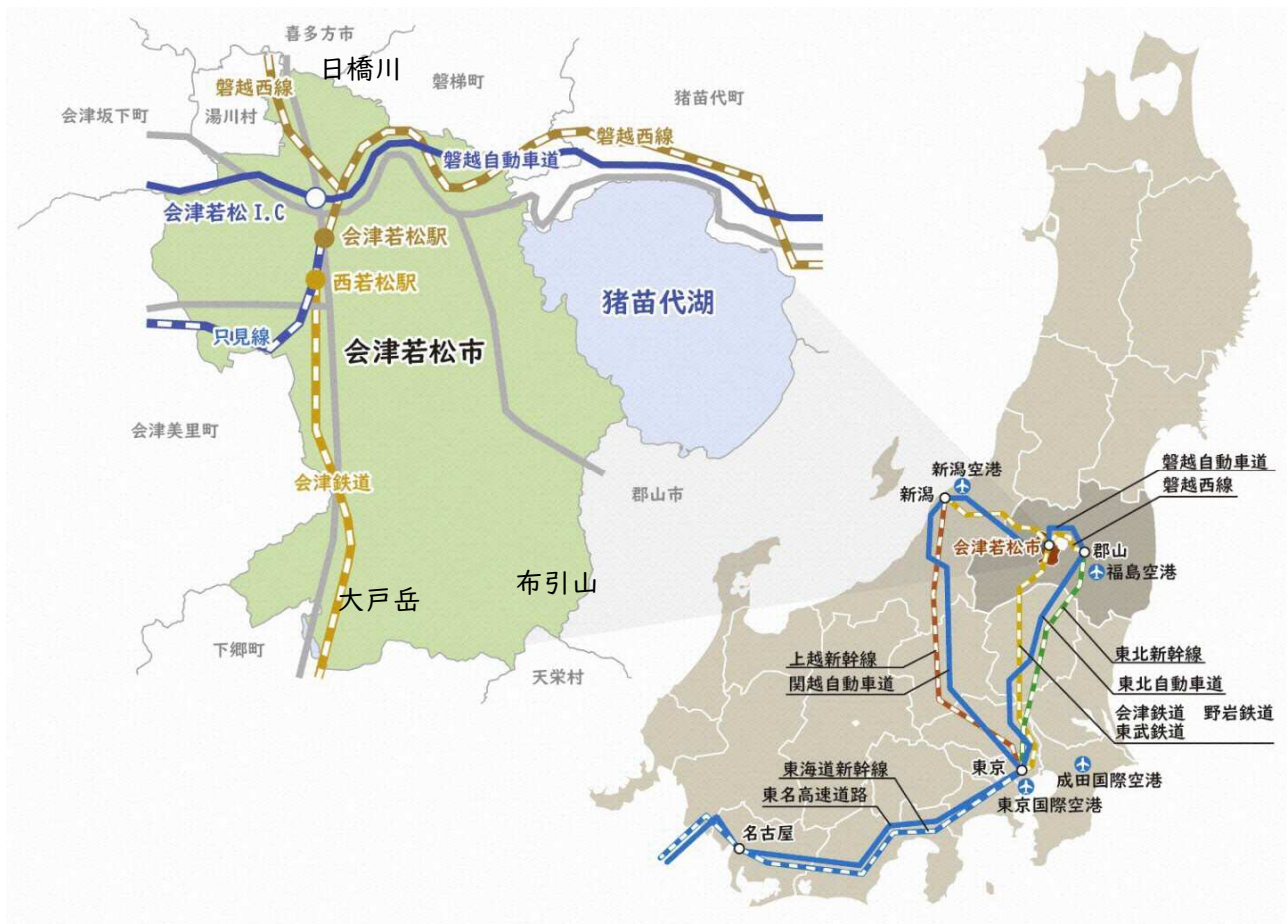 喜多方市
日橋川
磐越西線
磐梯町
猪苗代町
会津坂下町
湯川村
磐越西線
磐越自動車道
会津若松I.C
会津若松駅
西若松駅
猪苗代湖
只見線
会津若松市
会津美里町
会津鉄道
郡山市
布引山
大戸岳
下郷町
天栄村
磐越自動車道
新潟空港
磐越西線
新潟
会津若松市
郡山
福島空港
上越新幹線
関越自動車道
東北新幹線
東北自動車道
会津鉄道 野岩鉄道
東武鉄道
東京
成田国際空港
東京国際空港
東海道新幹線
東名高速道路
名古屋